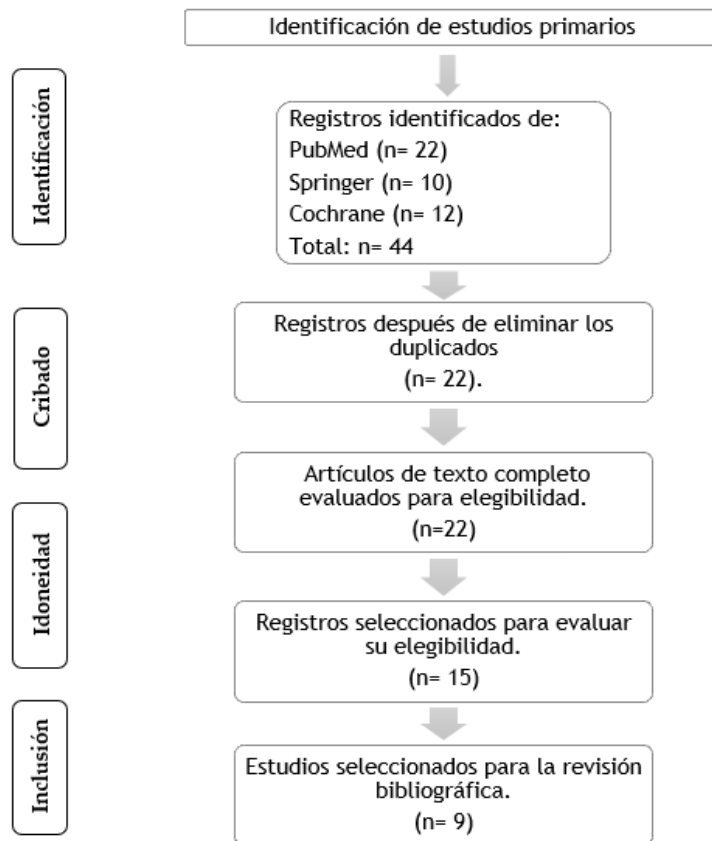 Identificación de estudios primarios
Identificación
Registros identificados de:
PubMed (n= 22)
Springer (n= 10)
Cochrane (n= 12)
Total: n= 44
Cribado
Registros después de eliminar los
duplicados
(n= 22).
Artículos de texto completo
evaluados para elegibilidad.
(n=22)
Idoneidad
Registros seleccionados para evaluar
su elegibilidad.
(n= 15)
Inclusión
Estudios seleccionados para la revisión
bibliográfica.
(n= 9)